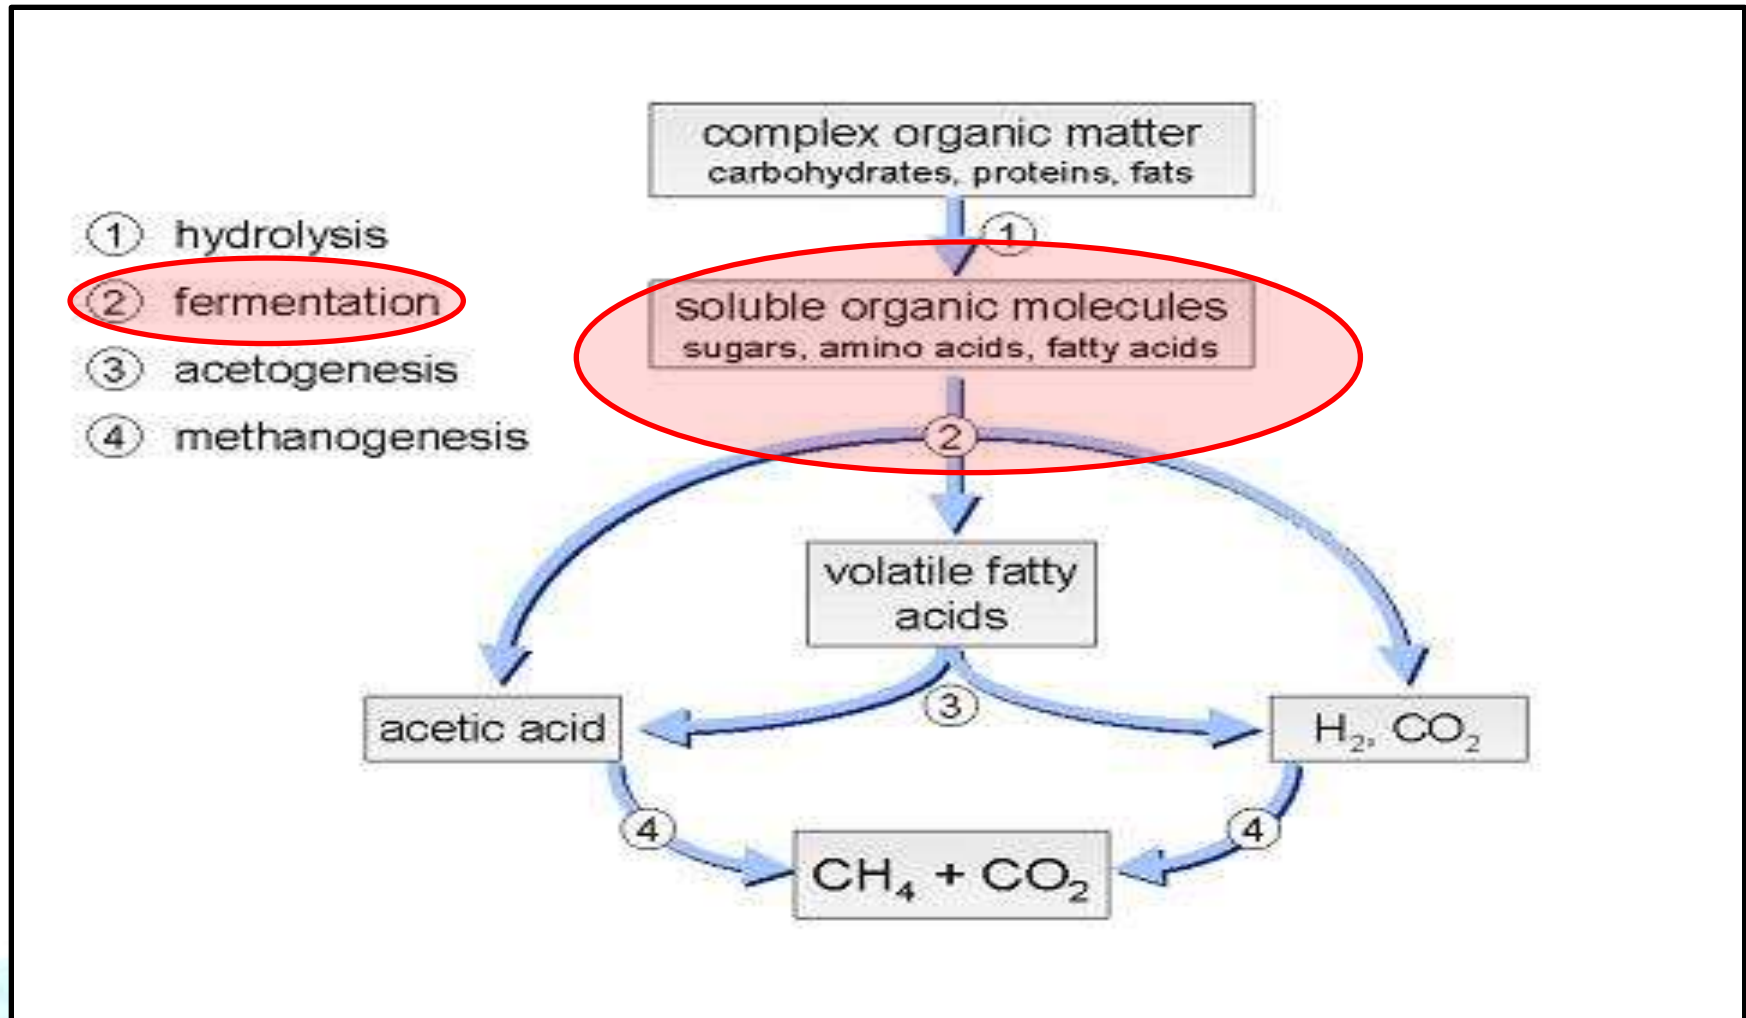 complex organic matter
carbohydrates, proteins, fats
① hydrolysis
② fermentation
③ acetogenesis
④ methanogenesis
①
soluble organic molecules
sugars, amino acids, fatty acids
②
volatile fatty
acids
③
acetic acid
H₂, CO₂
④
④
CH₄ + CO₂